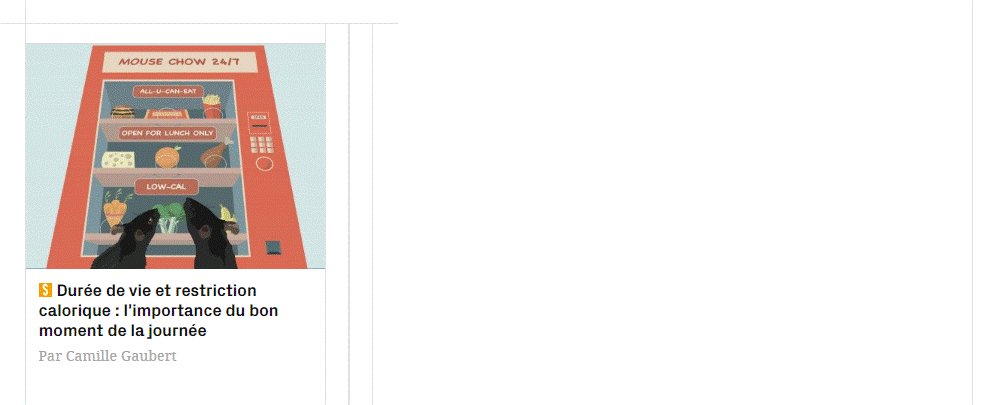 MOUSE CHOW 24/7
ALL-U-CAN-EAT
OPEN FOR LUNCH ONLY
LOW-CAL
S Durée de vie et restriction
calorique : l'importance du bon
moment de la journée
Par Camille Gaubert